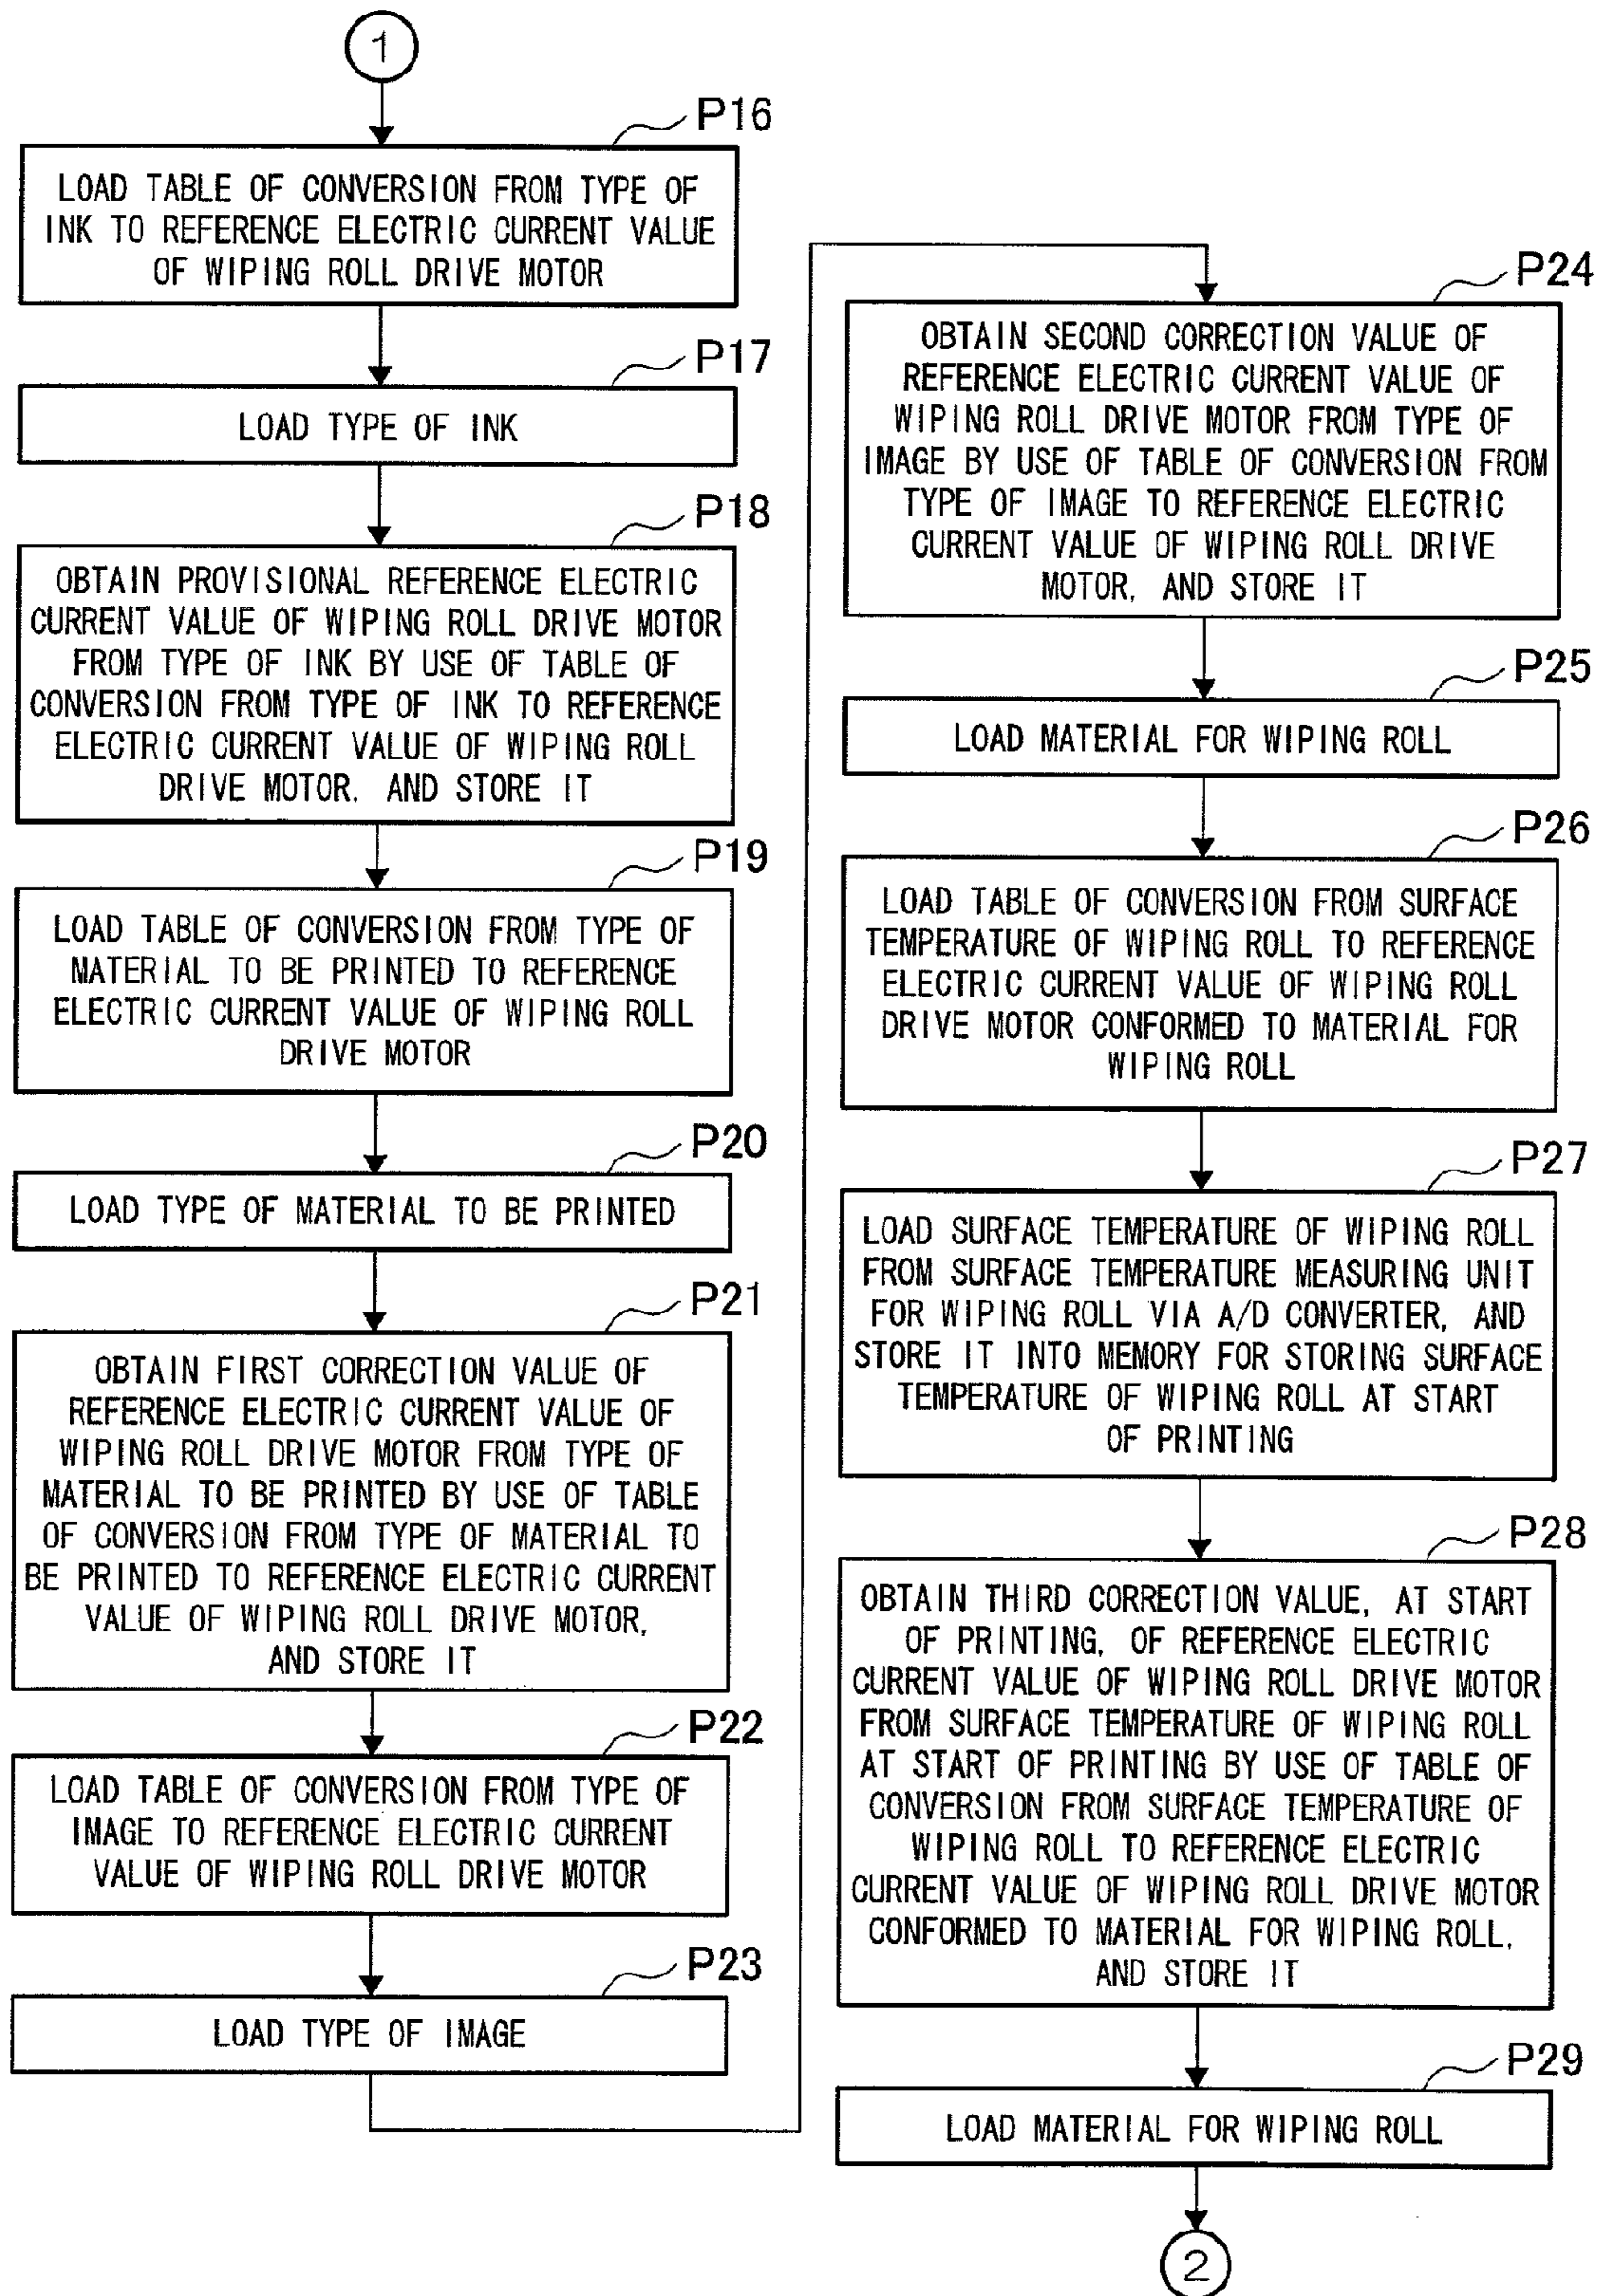 1
P16
LOAD TABLE OF CONVERSION FROM TYPE OF
INK TO REFERENCE ELECTRIC CURRENT VALUE
OF WIPING ROLL DRIVE MOTOR
P17
LOAD TYPE OF INK
P18
OBTAIN PROVISIONAL REFERENCE ELECTRIC
CURRENT VALUE OF WIPING ROLL DRIVE MOTOR
FROM TYPE OF INK BY USE OF TABLE OF
CONVERSION FROM TYPE OF INK TO REFERENCE
ELECTRIC CURRENT VALUE OF WIPING ROLL
DRIVE MOTOR, AND STORE IT
P19
LOAD TABLE OF CONVERSION FROM TYPE OF
MATERIAL TO BE PRINTED TO REFERENCE
ELECTRIC CURRENT VALUE OF WIPING ROLL
DRIVE MOTOR
P20
LOAD TYPE OF MATERIAL TO BE PRINTED
P21
OBTAIN FIRST CORRECTION VALUE OF
REFERENCE ELECTRIC CURRENT VALUE OF
WIPING ROLL DRIVE MOTOR FROM TYPE OF
MATERIAL TO BE PRINTED BY USE OF TABLE
OF CONVERSION FROM TYPE OF MATERIAL TO
BE PRINTED TO REFERENCE ELECTRIC CURRENT
VALUE OF WIPING ROLL DRIVE MOTOR,
AND STORE IT
P22
LOAD TABLE OF CONVERSION FROM TYPE OF
IMAGE TO REFERENCE ELECTRIC CURRENT
VALUE OF WIPING ROLL DRIVE MOTOR
P23
LOAD TYPE OF IMAGE
P24
OBTAIN SECOND CORRECTION VALUE OF
REFERENCE ELECTRIC CURRENT VALUE OF
WIPING ROLL DRIVE MOTOR FROM TYPE OF
IMAGE BY USE OF TABLE OF CONVERSION FROM
TYPE OF IMAGE TO REFERENCE ELECTRIC
CURRENT VALUE OF WIPING ROLL DRIVE
MOTOR, AND STORE IT
P25
LOAD MATERIAL FOR WIPING ROLL
P26
LOAD TABLE OF CONVERSION FROM SURFACE
TEMPERATURE OF WIPING ROLL TO REFERENCE
ELECTRIC CURRENT VALUE OF WIPING ROLL
DRIVE MOTOR CONFORMED TO MATERIAL FOR
WIPING ROLL
P27
LOAD SURFACE TEMPERATURE OF WIPING ROLL
FROM SURFACE TEMPERATURE MEASURING UNIT
FOR WIPING ROLL VIA A/D CONVERTER, AND
STORE IT INTO MEMORY FOR STORING SURFACE
TEMPERATURE OF WIPING ROLL AT START
OF PRINTING
P28
OBTAIN THIRD CORRECTION VALUE, AT START
OF PRINTING, OF REFERENCE ELECTRIC
CURRENT VALUE OF WIPING ROLL DRIVE MOTOR
FROM SURFACE TEMPERATURE OF WIPING ROLL
AT START OF PRINTING BY USE OF TABLE OF
CONVERSION FROM SURFACE TEMPERATURE OF
WIPING ROLL TO REFERENCE ELECTRIC
CURRENT VALUE OF WIPING ROLL DRIVE MOTOR
CONFORMED TO MATERIAL FOR WIPING ROLL,
AND STORE IT
P29
LOAD MATERIAL FOR WIPING ROLL
2